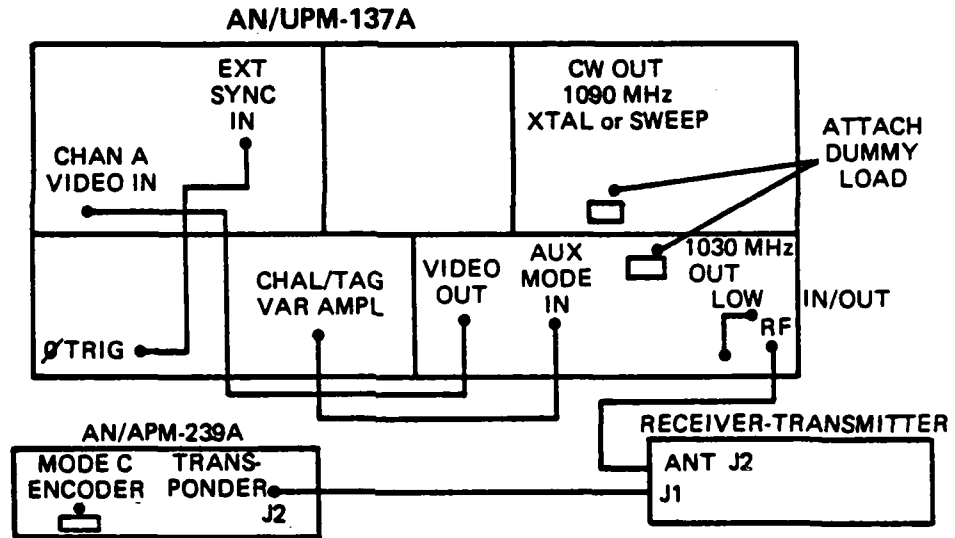 AN/UPM-137A
EXT
SYNC
IN
CHAN A
VIDEO IN
CW OUT
1090 MHz
XTAL or SWEEP
ATTACH
DUMMY
LOAD
CHAL/TAG
VAR AMPL
VIDEO
OUT
AUX
MODE
IN
1030 MHz
OUT
LOW
IN/OUT
RF
ØTRIG
AN/APM-239A
MODE C
ENCODER
TRANS-
PONDER
J2
RECEIVER-TRANSMITTER
ANT J2
J1